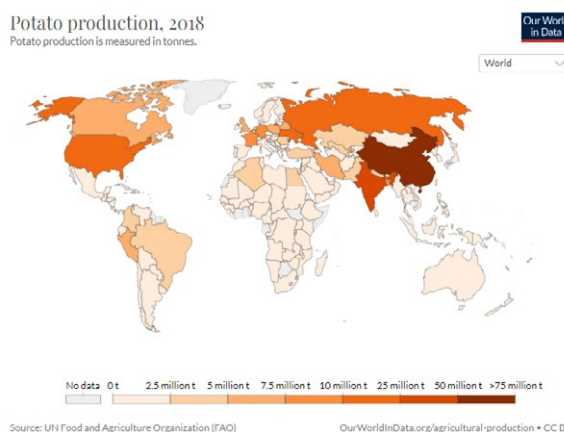 Potato production, 2018
Potato production is measured in tonnes.
Our World
in Data
World
No data 0 t 2.5 million t 5 million t 7.5 million t 10 million t 25 million t 50 million t >75 million t
Source: UN Food and Agriculture Organization (FAO) OurWorldInData.org/agricultural-production • CC B